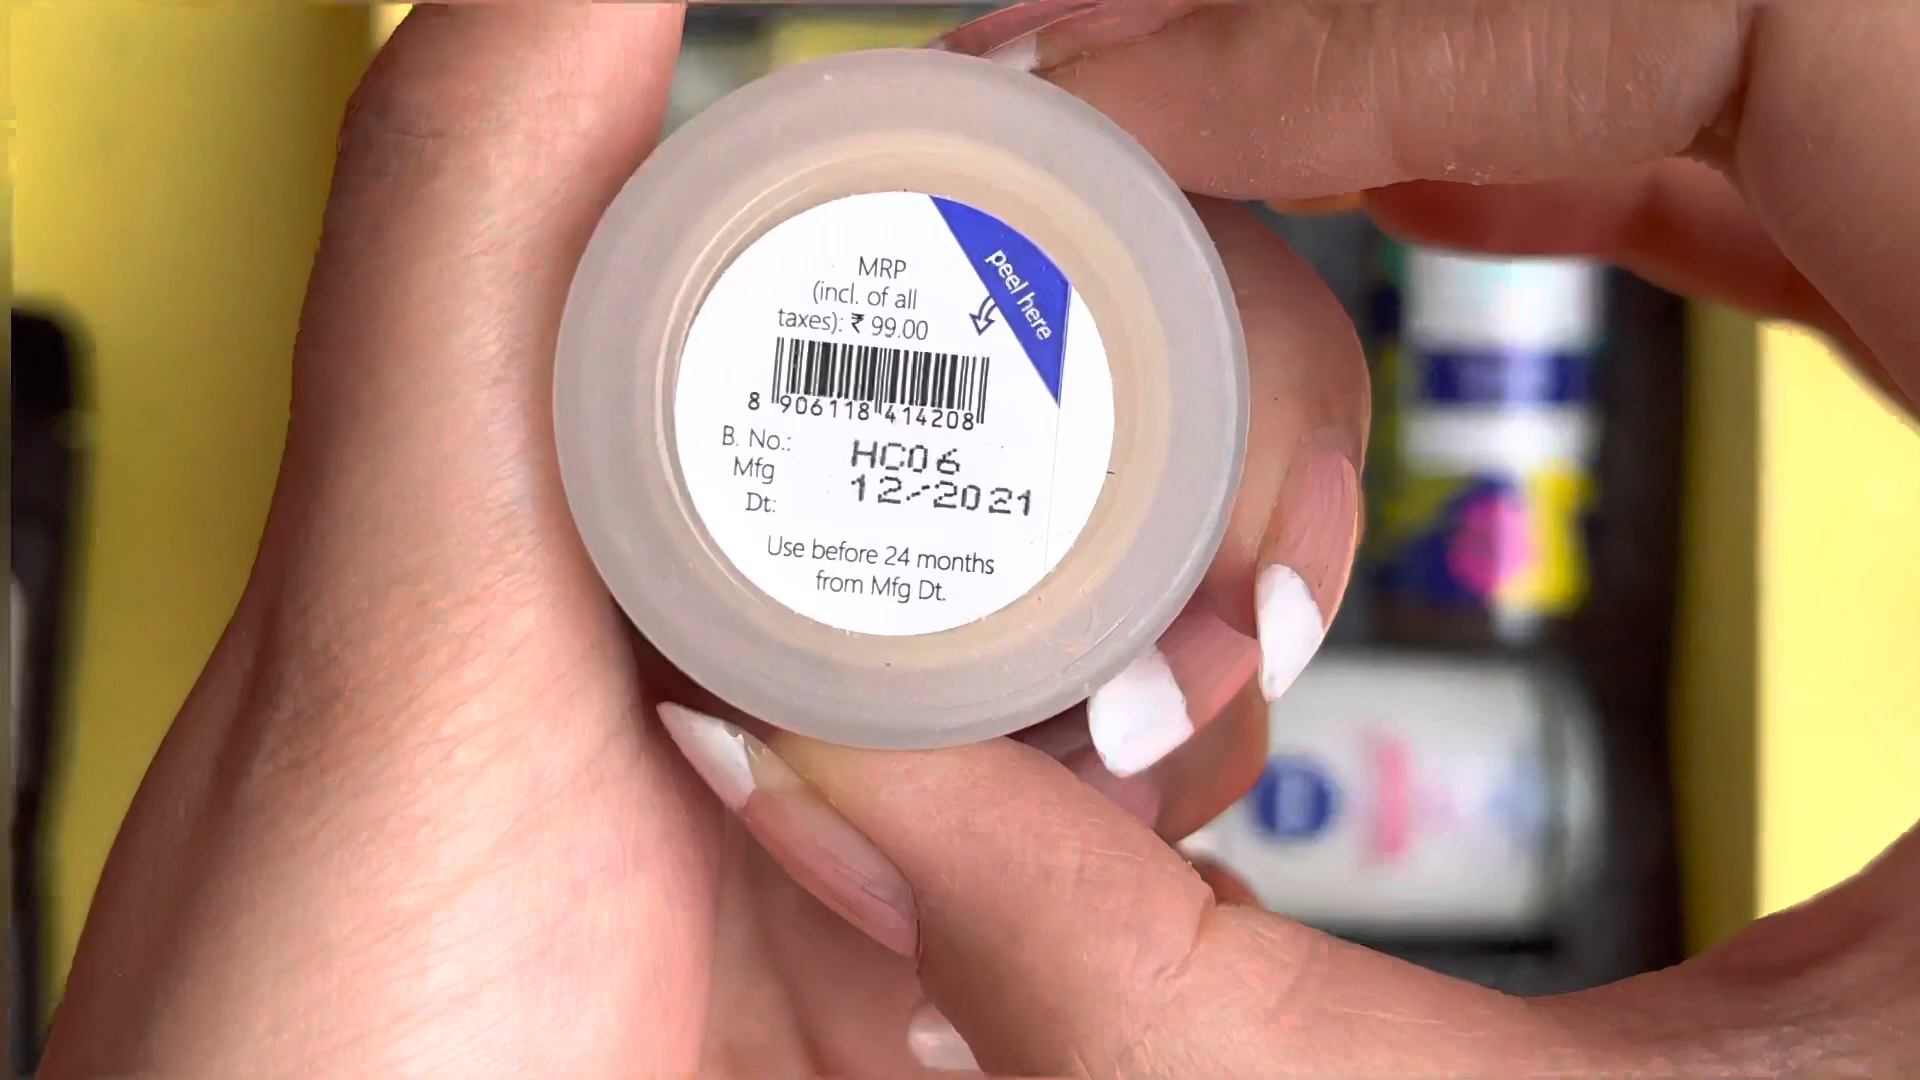 MRP
(incl. of all
taxes): ₹ 99.00
peel here
8 906118 414208
B. No.: HC06
Mfg 12/2021
Dt:
Use before 24 months
from Mfg Dt.